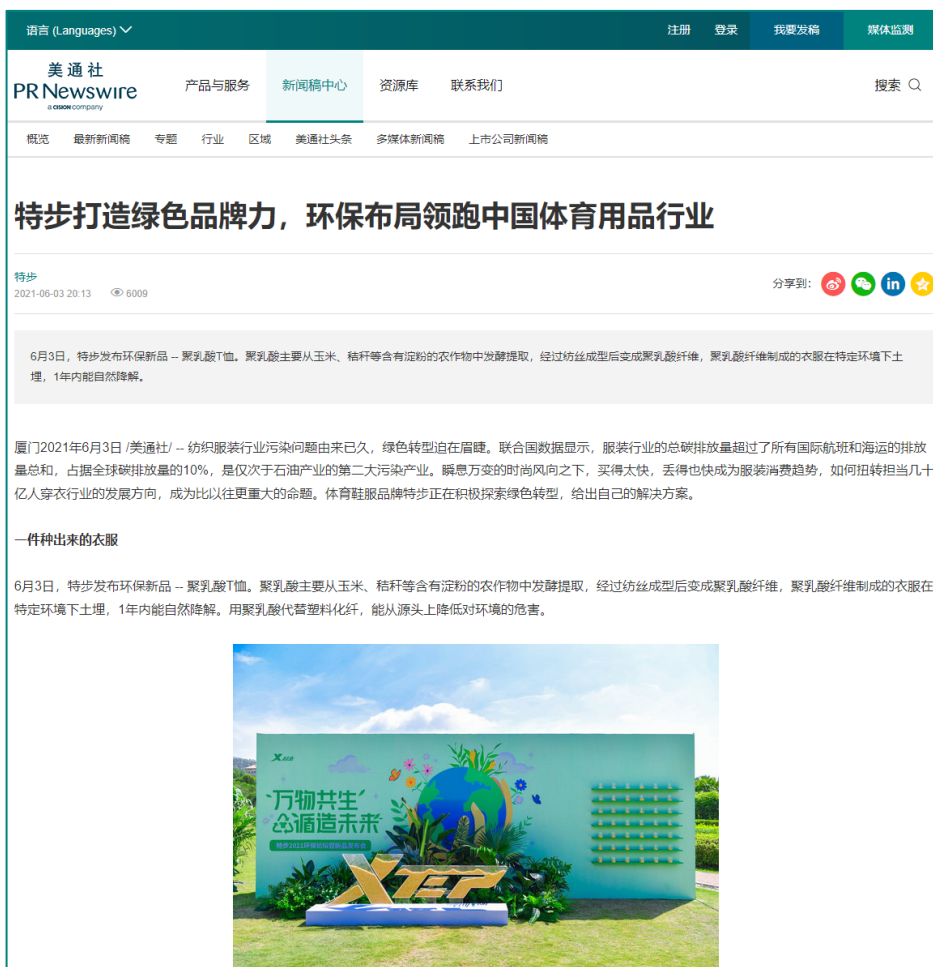 语言 (Languages)
注册 登录 我要发稿 媒体监测
美通社
PR Newswire
a CISION company
产品与服务 新闻稿中心 资源库 联系我们 搜索
概览 最新新闻稿 专题 行业 区域 美通社头条 多媒体新闻稿 上市公司新闻稿
特步打造绿色品牌力，环保布局领跑中国体育用品行业
特步
2021-06-03 20:13 6009
分享到:
6月3日，特步发布环保新品 -- 聚乳酸T恤。聚乳酸主要从玉米、秸秆等含有淀粉的农作物中发酵提取，经过纺丝成型后变成聚乳酸纤维，聚乳酸纤维制成的衣服在特定环境下土
埋，1年内能自然降解。
厦门2021年6月3日 /美通社/ -- 纺织服装行业污染问题由来已久，绿色转型迫在眉睫。联合国数据显示，服装行业的总碳排放量超过了所有国际航班和海运的排放
量总和，占据全球碳排放量的10%，是仅次于石油产业的第二大污染产业。瞬息万变的时尚风向之下，买得太快，丢得也快成为服装消费趋势，如何扭转担当几十
亿人穿衣行业的发展方向，成为比以往更重大的命题。体育鞋服品牌特步正在积极探索绿色转型，给出自己的解决方案。
一件种出来的衣服
6月3日，特步发布环保新品 -- 聚乳酸T恤。聚乳酸主要从玉米、秸秆等含有淀粉的农作物中发酵提取，经过纺丝成型后变成聚乳酸纤维，聚乳酸纤维制成的衣服在
特定环境下土埋，1年内能自然降解。用聚乳酸代替塑料化纤，能从源头上降低对环境的危害。
XTEP
万物共生
循造未来
特步2021环保论坛暨新品发布会
XTEP